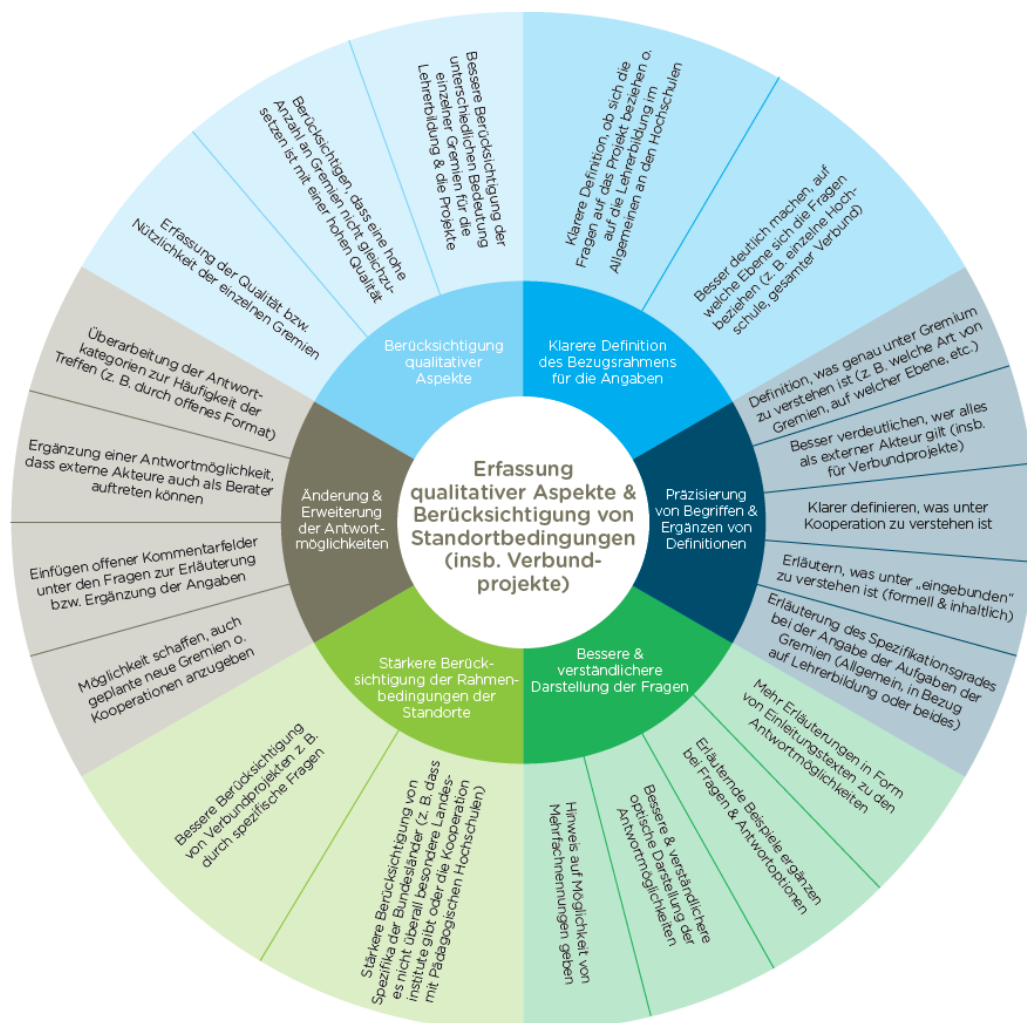 Erfassung
qualitativer Aspekte &
Berücksichtigung von
Standortbedingungen
(insb. Verbund-
projekte)
Klarere Definition
des Bezugsrahmens
für die Angaben
Klarere Definition, ob sich die
Fragen auf das Projekt beziehen o.
auf die Lehrerbildung im
Allgemeinen an den Hochschulen
Besser deutlich machen, auf
welche Ebene sich die Fragen
beziehen (z. B. einzelne Hoch-
schule, gesamter Verbund)
Präzisierung
von Begriffen &
Ergänzen von
Definitionen
Definition, was genau unter Gremium
zu verstehen ist (z. B. welche Art von
Gremien, auf welcher Ebene, etc.)
Besser verdeutlichen, wer alles
als externer Akteur gilt (insb.
für Verbundprojekte)
Klarer definieren, was unter
Kooperation zu verstehen ist
Erläutern, was unter „eingebunden“
zu verstehen ist (formell & inhaltlich)
Erläuterung des Spezifikationsgrades
bei der Angabe der Aufgaben der
Gremien (Allgemein, in Bezug
auf Lehrerbildung oder beides)
Bessere &
verständlichere
Darstellung der Fragen
Mehr Erläuterungen in Form
von Einleitungstexten zu den
Antwortmöglichkeiten
Erläuternde Beispiele ergänzen
bei Fragen & Antwortoptionen
Bessere & verständlichere
optische Darstellung der
Antwortmöglichkeiten
Hinweis auf Möglichkeit von
Mehrfachnennungen geben
Stärkere Berück-
sichtigung der Rahmen-
bedingungen der
Standorte
Stärkere Berücksichtigung von
Spezifika der Bundesländer (z. B. dass
es nicht überall besondere Landes-
institute gibt oder die Kooperation
mit Pädagogischen Hochschulen)
Bessere Berücksichtigung
von Verbundprojekten z. B.
durch spezifische Fragen
Änderung &
Erweiterung
der Antwort-
möglichkeiten
Möglichkeit schaffen, auch
geplante neue Gremien o.
Kooperationen anzugeben
Einfügen offener Kommentarfelder
unter den Fragen zur Erläuterung
bzw. Ergänzung der Angaben
Ergänzung einer Antwortmöglichkeit,
dass externe Akteure auch als Berater
auftreten können
Überarbeitung der Antwort-
kategorien zur Häufigkeit der
Treffen (z. B. durch offenes Format)
Berücksichtigung
qualitativer
Aspekte
Erfassung der Qualität bzw.
Nützlichkeit der einzelnen Gremien
Berücksichtigen, dass eine hohe
Anzahl an Gremien nicht gleichzu-
setzen ist mit einer hohen Qualität
Bessere Berücksichtigung der
unterschiedlichen Bedeutung
einzelner Gremien für die
Lehrerbildung & die Projekte